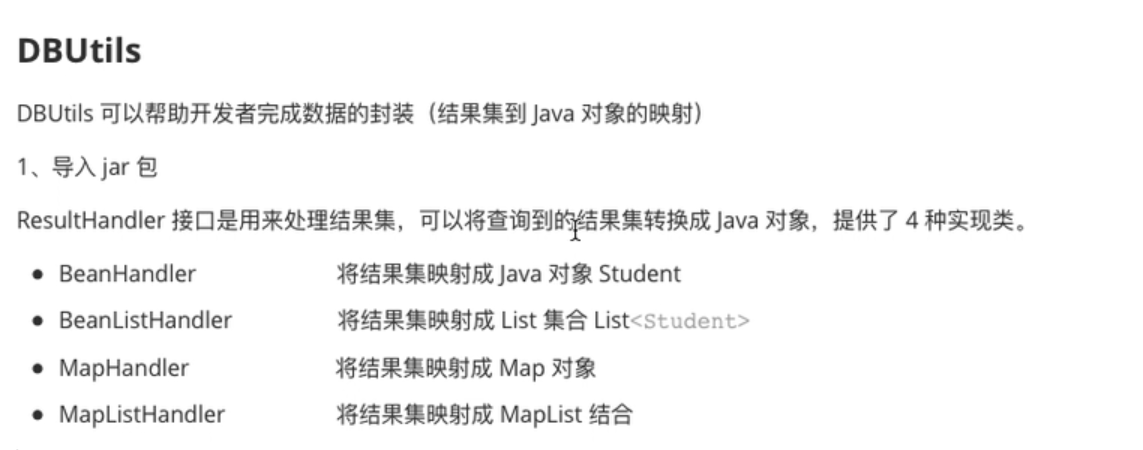 DBUtils
DBUtils 可以帮助开发者完成数据的封装（结果集到 Java 对象的映射）
1、导入 jar 包
ResultHandler 接口是用来处理结果集，可以将查询到的结果集转换成 Java 对象，提供了 4 种实现类。
BeanHandler 将结果集映射成 Java 对象 Student
BeanListHandler 将结果集映射成 List 集合 List<Student>
MapHandler 将结果集映射成 Map 对象
MapListHandler 将结果集映射成 MapList 结合